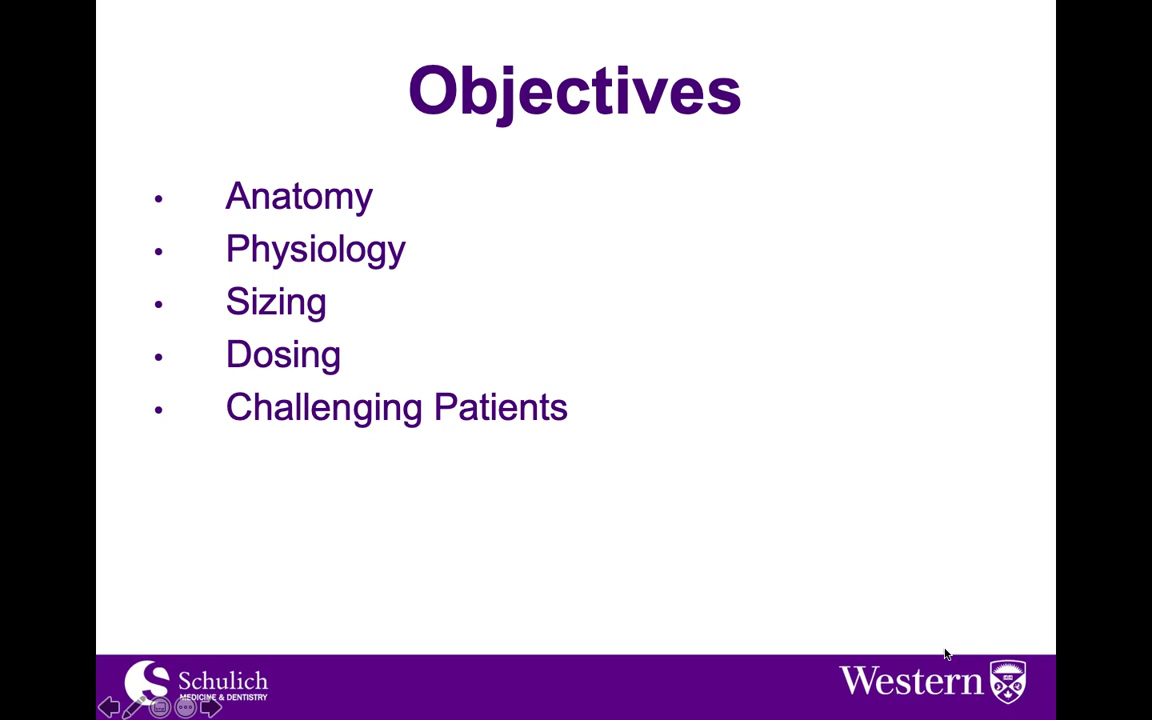 Objectives
• Anatomy
• Physiology
• Sizing
• Dosing
• Challenging Patients
Schulich
MEDICINE & DENTISTRY
Western